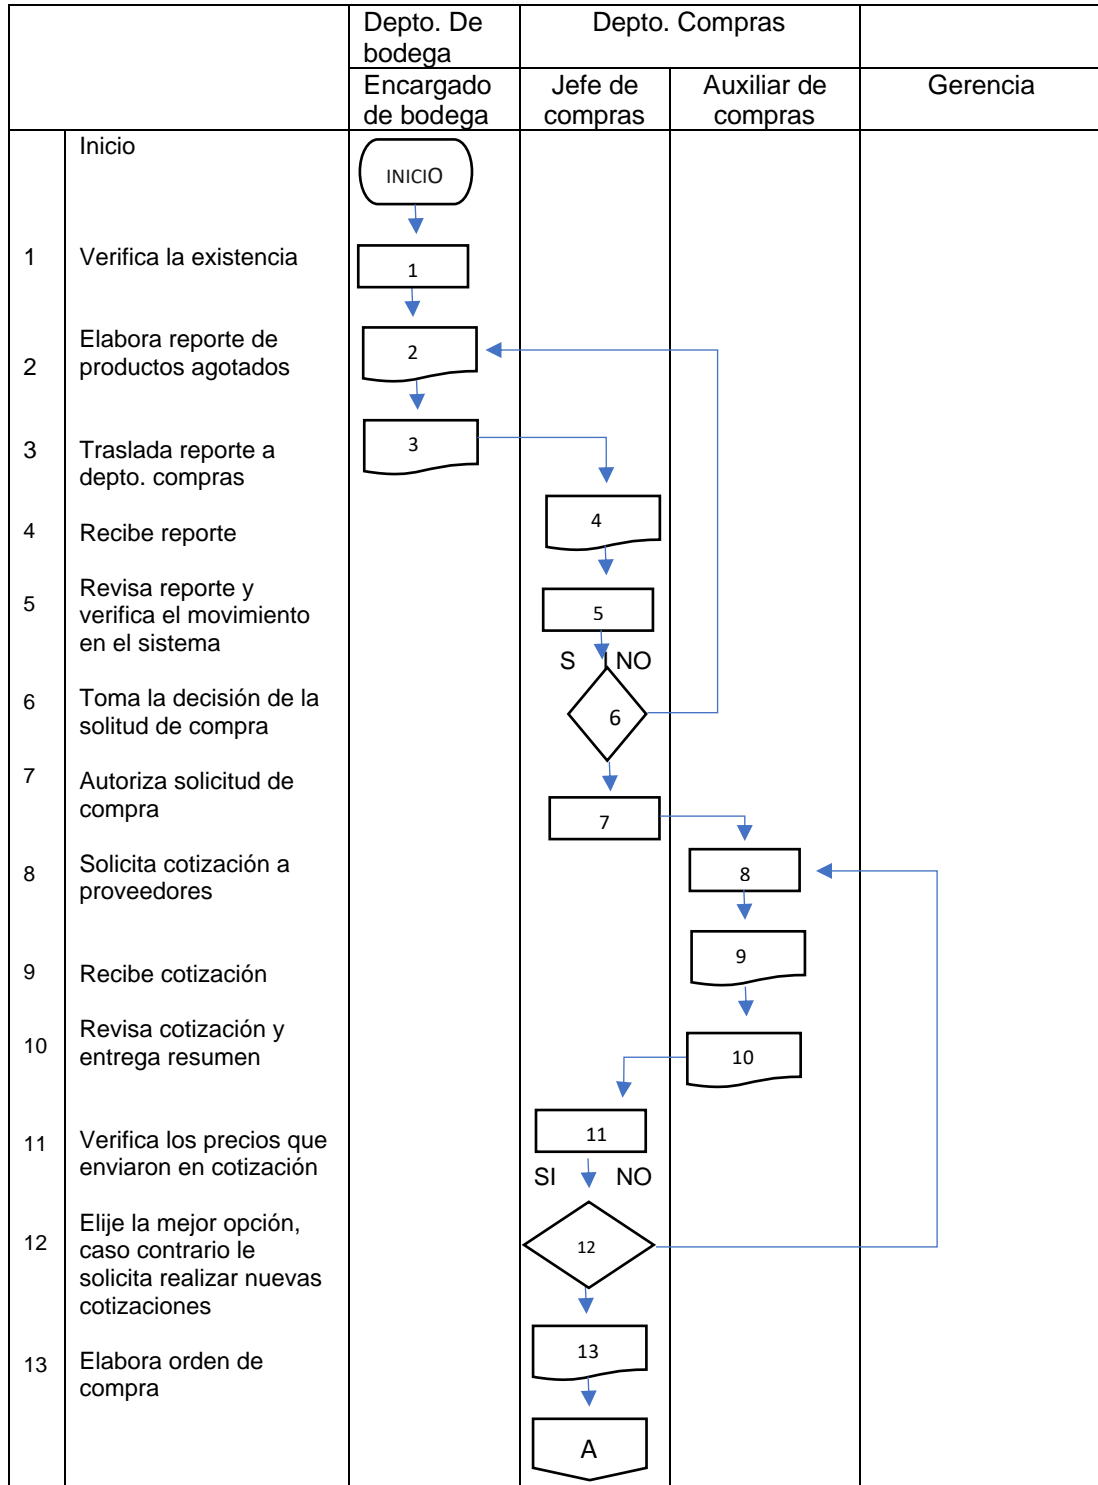 Depto. De
bodega
Depto. Compras
Encargado
de bodega
Jefe de
compras
Auxiliar de
compras
Gerencia
Inicio
INICIO
1
Verifica la existencia
1
Elabora reporte de
2
productos agotados
2
3
Traslada reporte a
depto. compras
3
4
Recibe reporte
4
5
Revisa reporte y
verifica el movimiento
en el sistema
5
S I NO
6
Toma la decisión de la
solitud de compra
6
7
Autoriza solicitud de
compra
7
8
Solicita cotización a
proveedores
8
9
Recibe cotización
9
10
Revisa cotización y
entrega resumen
10
11
Verifica los precios que
enviaron en cotización
11
SI NO
12
Elije la mejor opción,
caso contrario le
solicita realizar nuevas
cotizaciones
12
13
Elabora orden de
compra
13
A